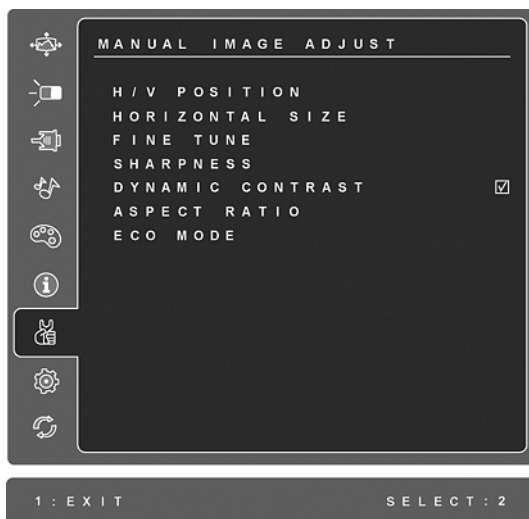 MANUAL IMAGE ADJUST
H/V POSITION
HORIZONTAL SIZE
FINE TUNE
SHARPNESS
DYNAMIC CONTRAST ☑
ASPECT RATIO
ECO MODE
1:EXIT SELECT:2